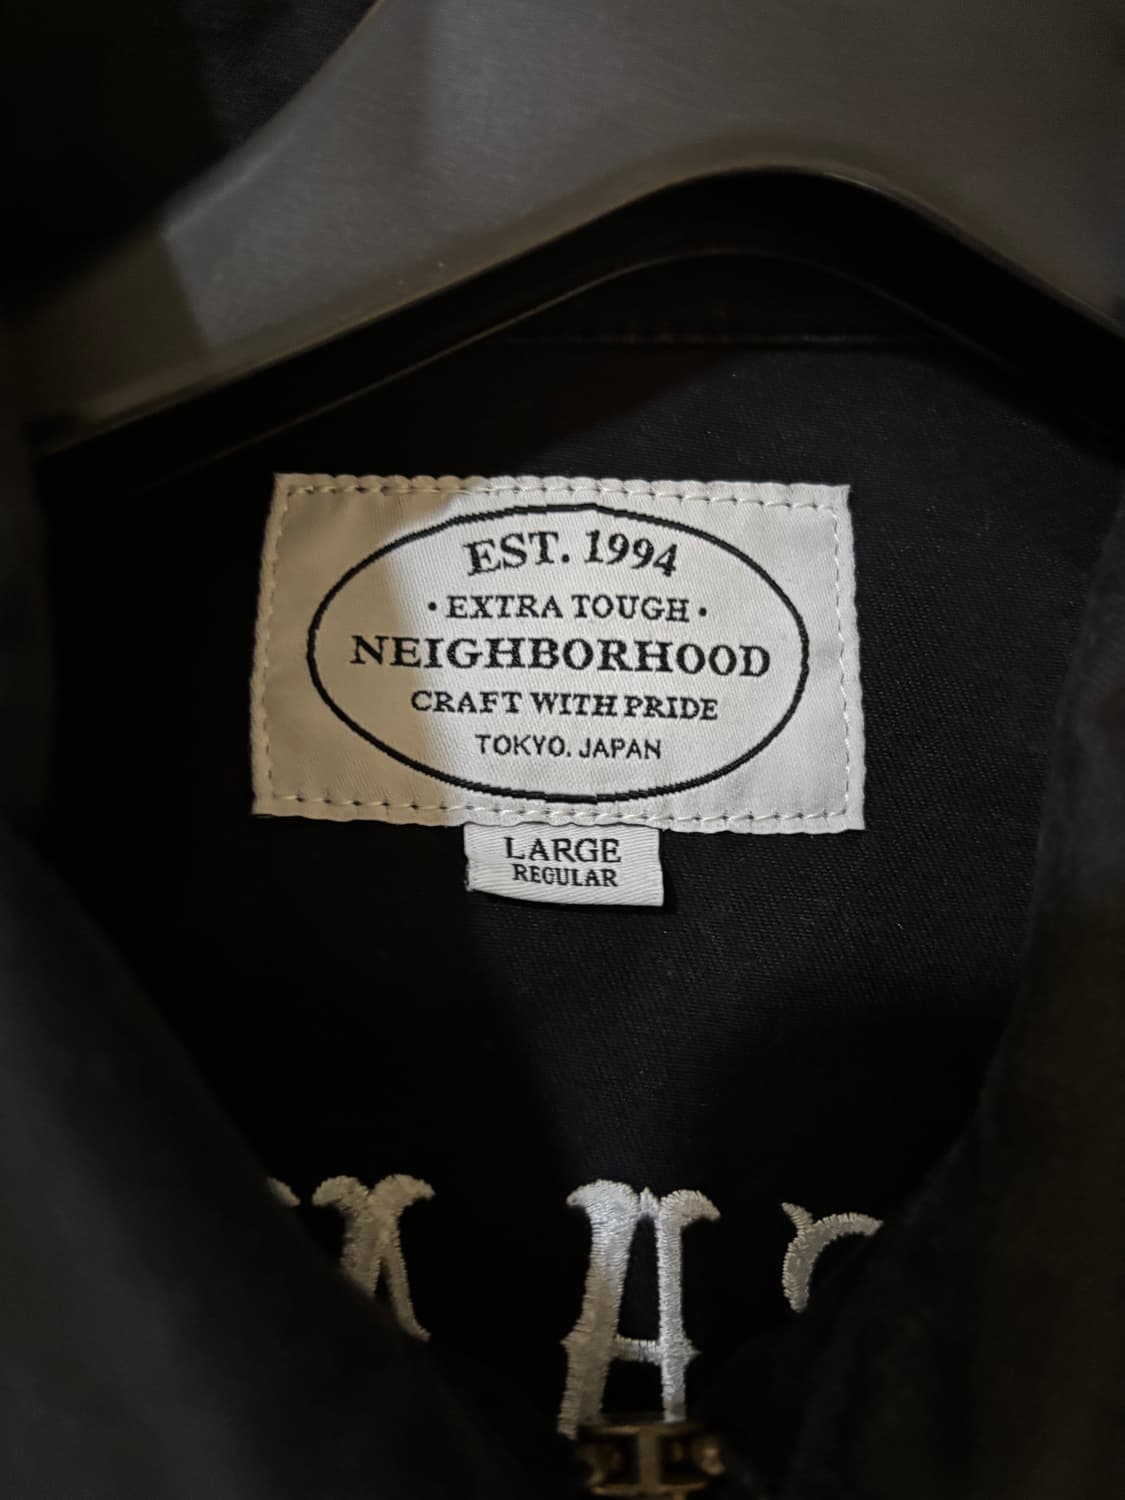 EST. 1994
• EXTRA TOUGH •
NEIGHBORHOOD
CRAFT WITH PRIDE
TOKYO. JAPAN
LARGE
REGULAR
A